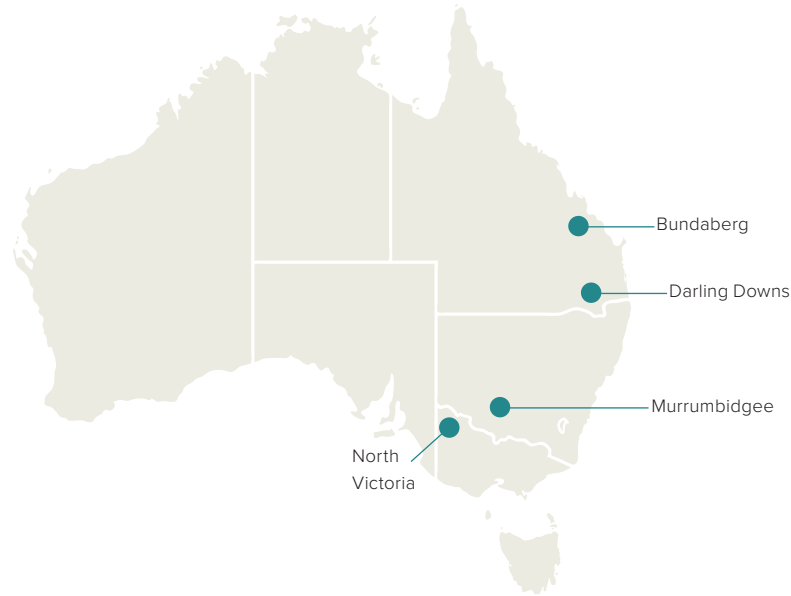 Bundaberg
Darling Downs
Murrumbidgee
North
Victoria